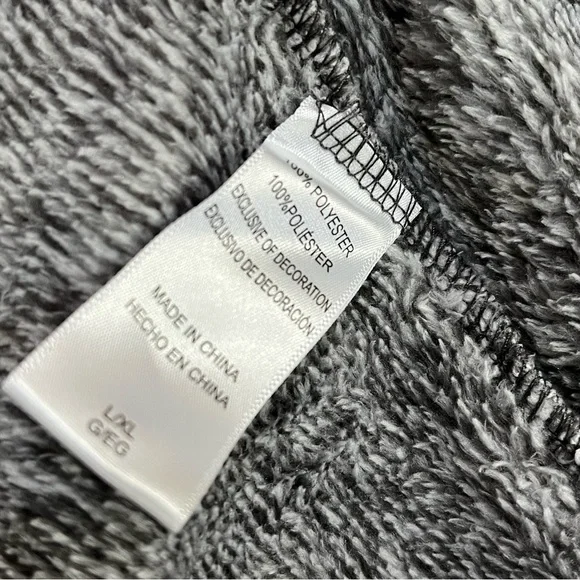 100% POLYESTER
100%POLIÉSTER
EXCLUSIVE OF DECORATION
EXCLUSIVO DE DECORACIÓN
MADE IN CHINA
HECHO EN CHINA
L/XL
G/EG